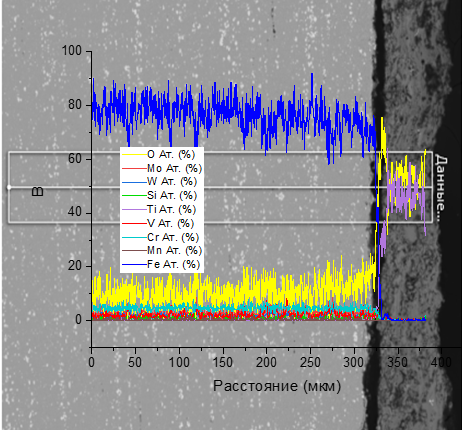 100
80
60
40
20
0
В
O Ат. (%)
Mo Ат. (%)
W Ат. (%)
Si Ат. (%)
Ti Ат. (%)
V Ат. (%)
Cr Ат. (%)
Mn Ат. (%)
Fe Ат. (%)
Данные...
0 50 100 150 200 250 300 350 400
Расстояние (мкм)